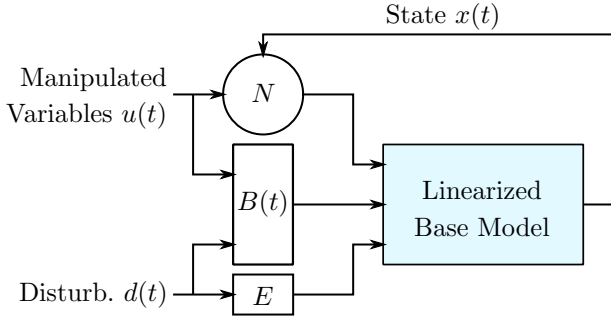 State x(t)
Manipulated
Variables u(t)
N
B(t)
Linearized
Base Model
Disturb. d(t)
E